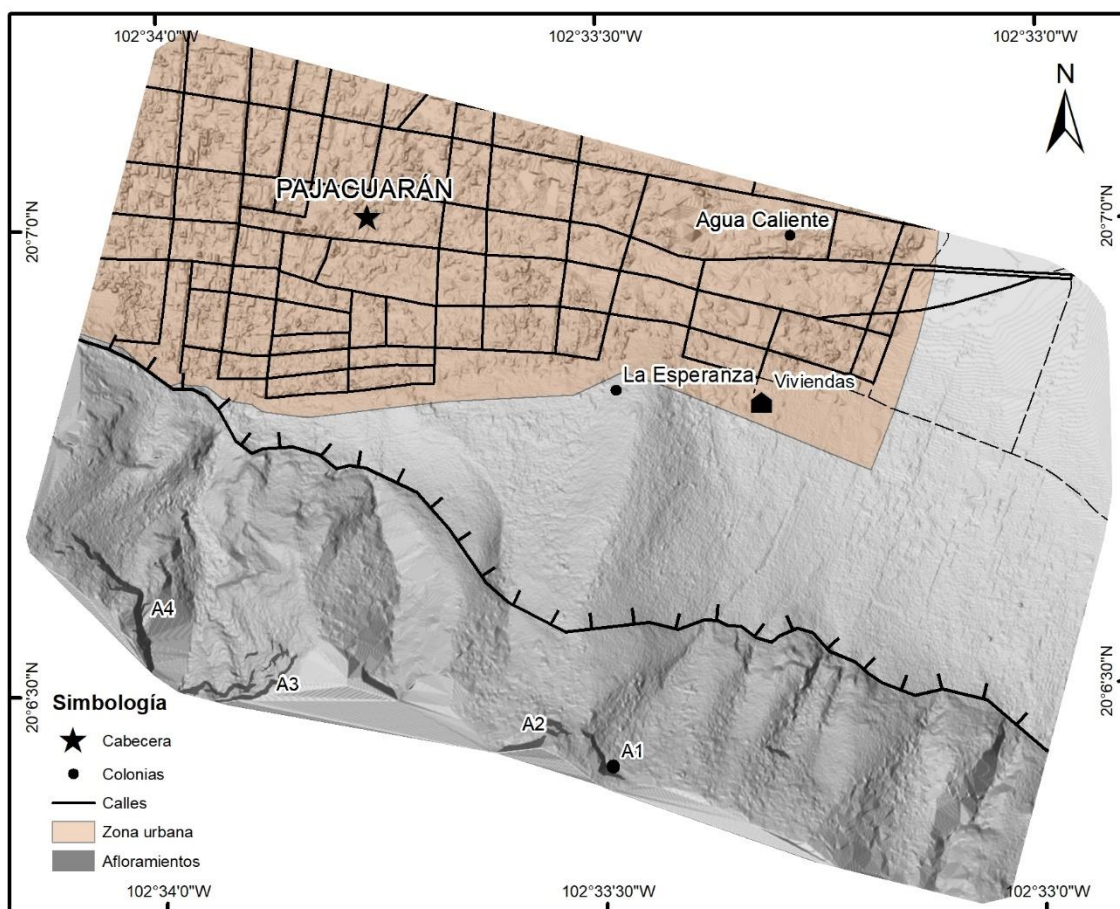 102°34'0"W 102°33'30"W 102°33'0"W
N
PAJACUARÁN
Agua Caliente
20°7'0"N
20°7'0"N
La Esperanza
Viviendas
A4
A3
A2
A1
20°6'30"N
20°6'30"N
Simbología
Cabecera
Colonias
Calles
Zona urbana
Afloramientos
102°34'0"W 102°33'30"W 102°33'0"W